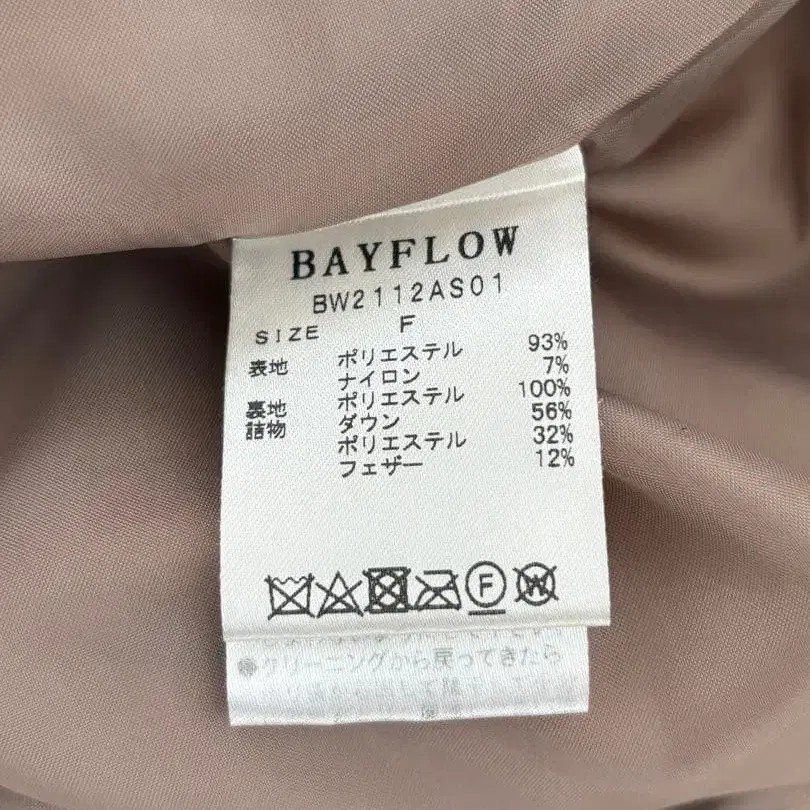 BAYFLOW
BW2112AS01
SIZE F
表地 ポリエステル 93%
ナイロン 7%
裏地 ポリエステル 100%
詰物 ダウン 56%
ポリエステル 32%
フェザー 12%
F W
クリーニングから戻ってきたら